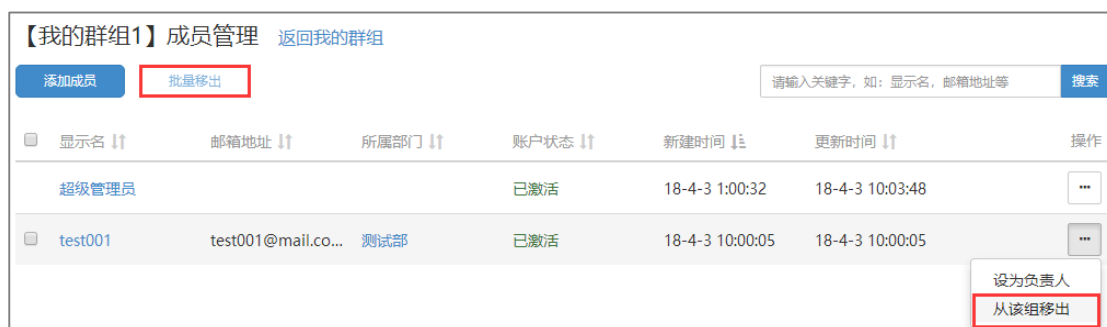 【我的群组1】成员管理 返回我的群组
添加成员 批量移出 请输入关键字，如：显示名，邮箱地址等 搜索
显示名 邮箱地址 所属部门 账户状态 新建时间 更新时间 操作
超级管理员 已激活 18-4-3 1:00:32 18-4-3 10:03:48 ...
test001 test001@mail.co... 测试部 已激活 18-4-3 10:00:05 18-4-3 10:00:05 ...
设为负责人
从该组移出